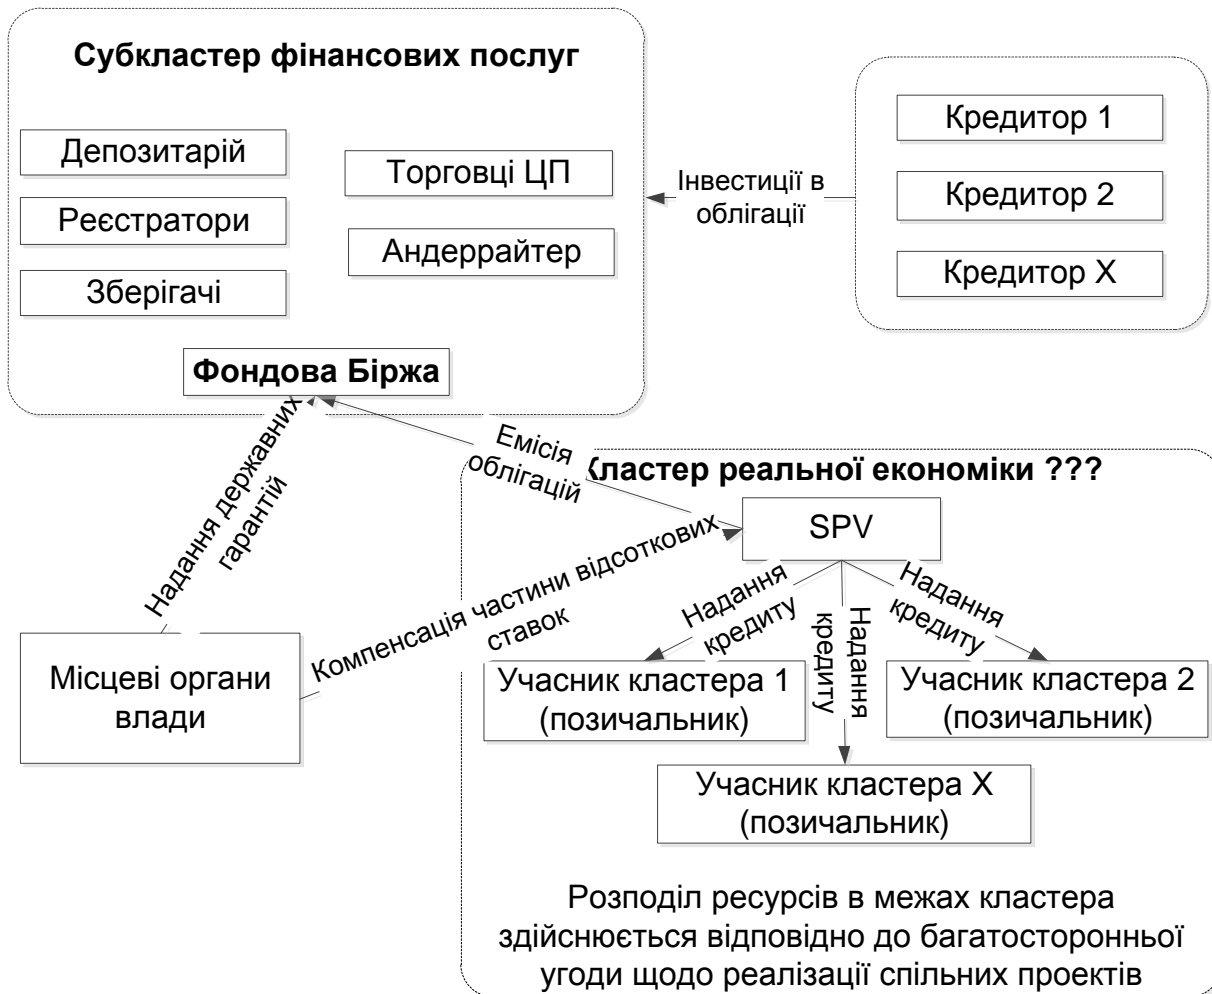 Субкластер фінансових послуг
Депозитарій
Реєстратори
Зберігачі
Торговці ЦП
Андеррайтер
Фондова Біржа
Інвестиції в
облігації
Кредитор 1
Кредитор 2
Кредитор Х
Надання державних
гарантій
Емісія
облігацій
Місцеві органи
влади
Компенсація частини відсоткових
ставок
Кластер реальної економіки ???
SPV
Надання
кредиту
Надання
кредиту
Надання
кредиту
Учасник кластера 1
(позичальник)
Учасник кластера 2
(позичальник)
Учасник кластера Х
(позичальник)
Розподіл ресурсів в межах кластера
здійснюється відповідно до багатосторонньої
угоди щодо реалізації спільних проектів